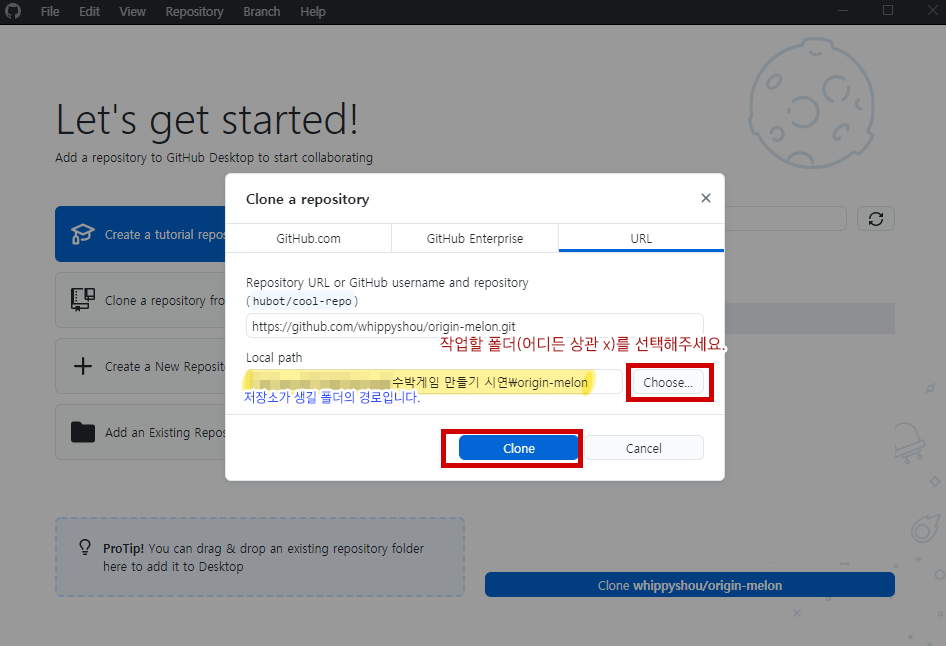 File Edit View Repository Branch Help
Let's get started!
Add a repository to GitHub Desktop to start collaborating
Create a tutorial repos
Clone a repository fro
Create a New Reposit
Add an Existing Repos
Clone a repository
GitHub.com GitHub Enterprise URL
Repository URL or GitHub username and repository
(hubot/cool-repo)
https://github.com/whippyshou/origin-melon.git
작업할 폴더(어디든 상관 x)를 선택해주세요.
Local path
수박게임 만들기 시연₩origin-melon
Choose...
저장소가 생길 폴더의 경로입니다.
Clone Cancel
ProTip! You can drag & drop an existing repository folder
here to add it to Desktop
Clone whippyshou/origin-melon